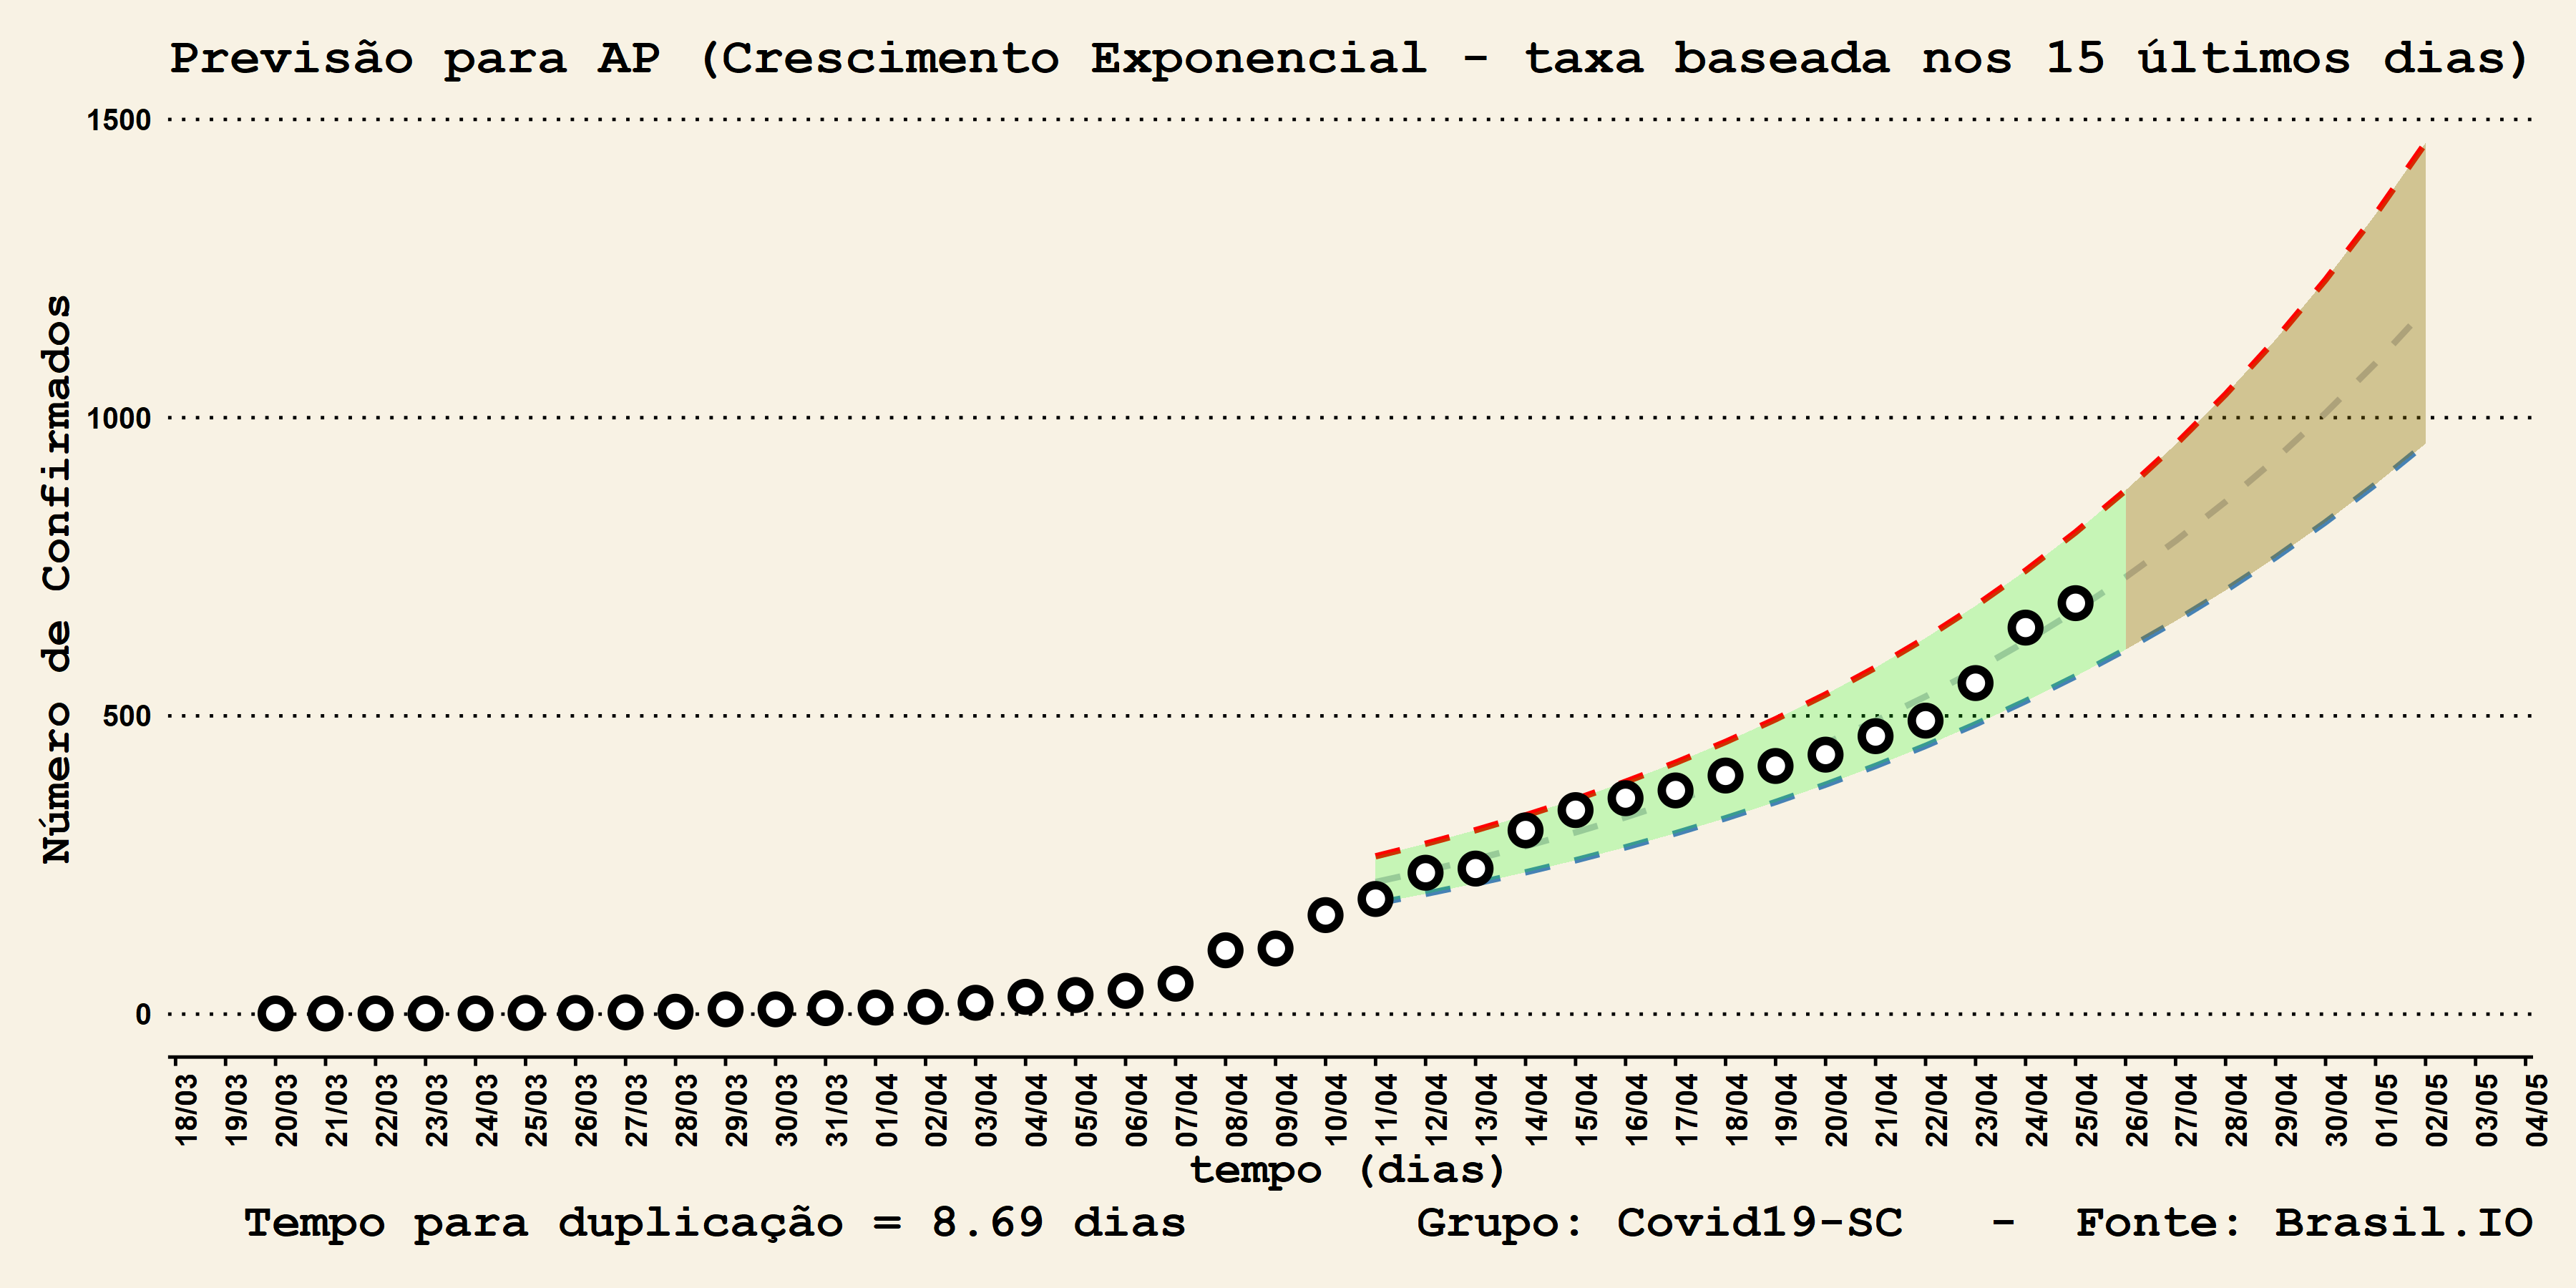 Previsão para AP (Crescimento Exponencial - taxa baseada nos 15 últimos dias)
Número de Confirmados
1500
1000
500
0
18/03 19/03 20/03 21/03 22/03 23/03 24/03 25/03 26/03 27/03 28/03 29/03 30/03 31/03 01/04 02/04 03/04 04/04 05/04 06/04 07/04 08/04 09/04 10/04 11/04 12/04 13/04 14/04 15/04 16/04 17/04 18/04 19/04 20/04 21/04 22/04 23/04 24/04 25/04 26/04 27/04 28/04 29/04 30/04 01/05 02/05 03/05 04/05
tempo (dias)
Tempo para duplicação = 8.69 dias Grupo: Covid19-SC - Fonte: Brasil.IO